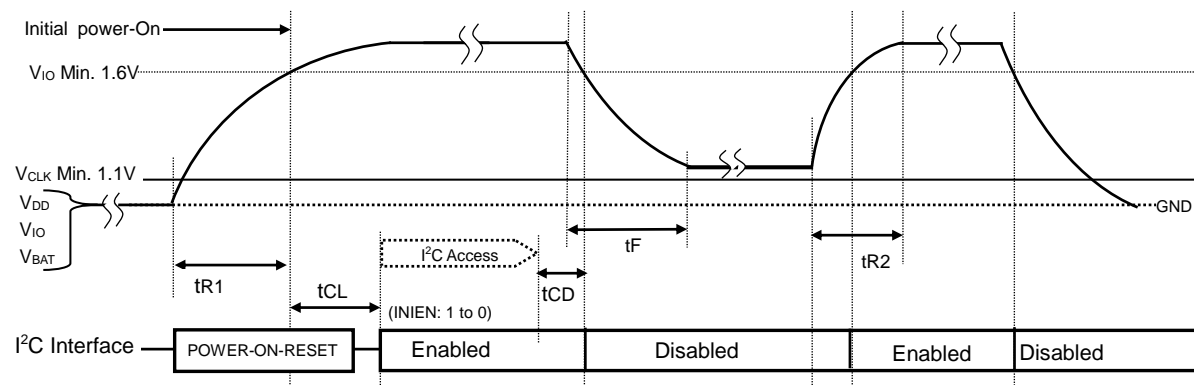 Initial power-On
VIO Min. 1.6V
VCLK Min. 1.1V
VDD
VIO
VBAT
GND
I²C Access
tF
tR2
tR1
tCL
tCD
(INIEN: 1 to 0)
I²C Interface
POWER-ON-RESET
Enabled
Disabled
Enabled
Disabled